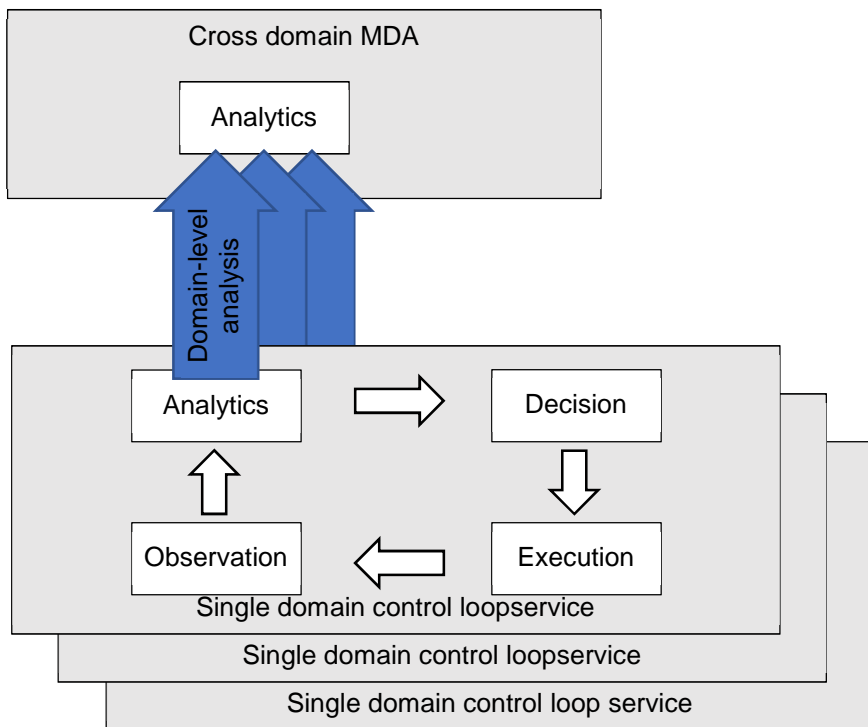 Cross domain MDA
Analytics
Domain-level
analysis
Analytics
Decision
Observation
Execution
Single domain control loopservice
Single domain control loopservice
Single domain control loop service